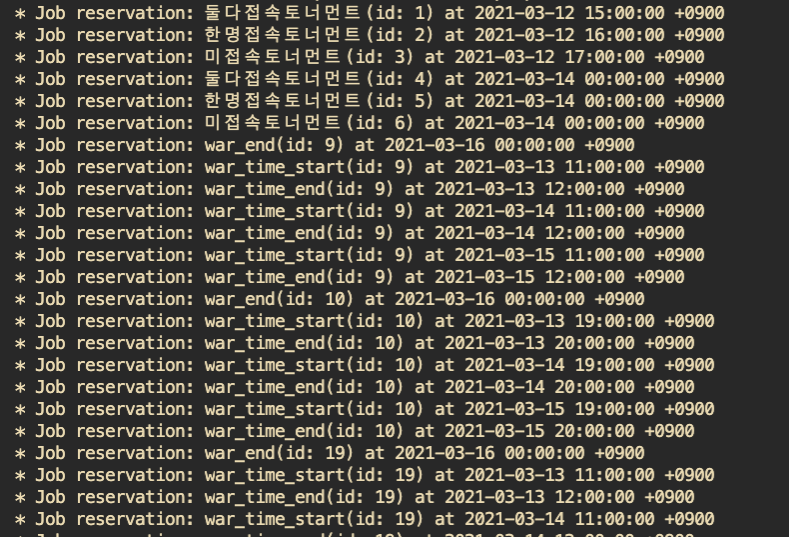 * Job reservation: 둘다접속토너먼트(id: 1) at 2021-03-12 15:00:00 +0900
* Job reservation: 한명접속토너먼트(id: 2) at 2021-03-12 16:00:00 +0900
* Job reservation: 미접속토너먼트(id: 3) at 2021-03-12 17:00:00 +0900
* Job reservation: 둘다접속토너먼트(id: 4) at 2021-03-14 00:00:00 +0900
* Job reservation: 한명접속토너먼트(id: 5) at 2021-03-14 00:00:00 +0900
* Job reservation: 미접속토너먼트(id: 6) at 2021-03-14 00:00:00 +0900
* Job reservation: war_end(id: 9) at 2021-03-16 00:00:00 +0900
* Job reservation: war_time_start(id: 9) at 2021-03-13 11:00:00 +0900
* Job reservation: war_time_end(id: 9) at 2021-03-13 12:00:00 +0900
* Job reservation: war_time_start(id: 9) at 2021-03-14 11:00:00 +0900
* Job reservation: war_time_end(id: 9) at 2021-03-14 12:00:00 +0900
* Job reservation: war_time_start(id: 9) at 2021-03-15 11:00:00 +0900
* Job reservation: war_time_end(id: 9) at 2021-03-15 12:00:00 +0900
* Job reservation: war_end(id: 10) at 2021-03-16 00:00:00 +0900
* Job reservation: war_time_start(id: 10) at 2021-03-13 19:00:00 +0900
* Job reservation: war_time_end(id: 10) at 2021-03-13 20:00:00 +0900
* Job reservation: war_time_start(id: 10) at 2021-03-14 19:00:00 +0900
* Job reservation: war_time_end(id: 10) at 2021-03-14 20:00:00 +0900
* Job reservation: war_time_start(id: 10) at 2021-03-15 19:00:00 +0900
* Job reservation: war_time_end(id: 10) at 2021-03-15 20:00:00 +0900
* Job reservation: war_end(id: 19) at 2021-03-16 00:00:00 +0900
* Job reservation: war_time_start(id: 19) at 2021-03-13 11:00:00 +0900
* Job reservation: war_time_end(id: 19) at 2021-03-13 12:00:00 +0900
* Job reservation: war_time_start(id: 19) at 2021-03-14 11:00:00 +0900